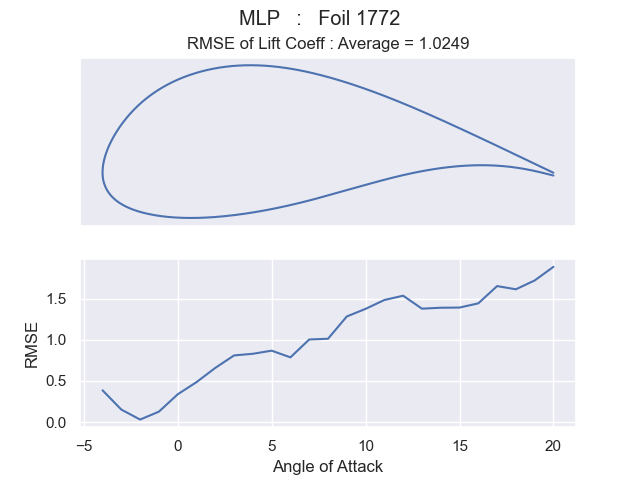 MLP : Foil 1772
RMSE of Lift Coeff : Average = 1.0249
RMSE
1.5
1.0
0.5
0.0
−5 0 5 10 15 20
Angle of Attack